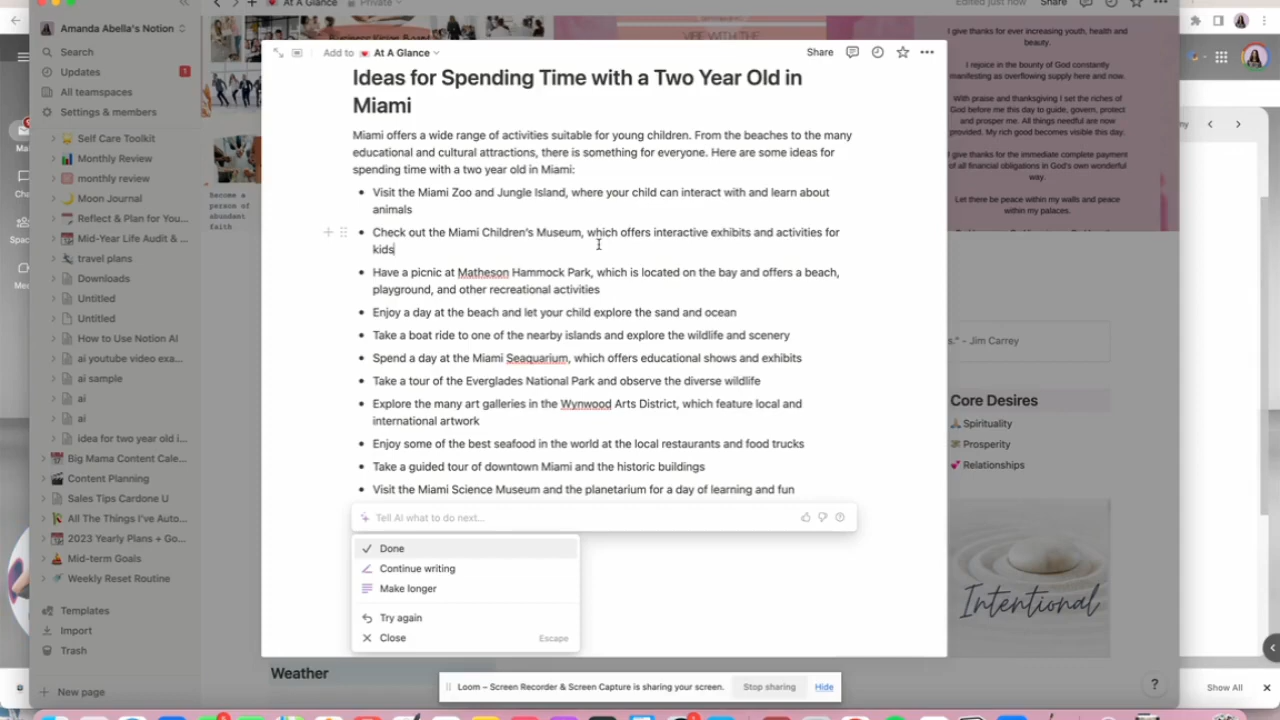 At A Glance
Private
Edited just now
Share
Amanda Abella's Notion
Search
Updates
1
All teamspaces
Settings & members
Self Care Toolkit
Monthly Review
monthly review
Moon Journal
Reflect & Plan for You...
Mid-Year Life Audit & ...
travel plans
Downloads
Untitled
Untitled
How to Use Notion AI
ai youtube video exa...
ai sample
ai
ai
idea for two year old i...
Big Mama Content Cale...
Content Planning
Sales Tips Cardone U
All The Things I've Auto...
2023 Yearly Plans + Go...
Mid-term Goals
Weekly Reset Routine
Templates
Import
Trash
New page
Business Vision Board
VIBE WITH THE
become a
person of
abundant
faith
Add to
At A Glance
Share
Ideas for Spending Time with a Two Year Old in
Miami
Miami offers a wide range of activities suitable for young children. From the beaches to the many
educational and cultural attractions, there is something for everyone. Here are some ideas for
spending time with a two year old in Miami:
• Visit the Miami Zoo and Jungle Island, where your child can interact with and learn about
animals
• Check out the Miami Children's Museum, which offers interactive exhibits and activities for
kids
• Have a picnic at Matheson Hammock Park, which is located on the bay and offers a beach,
playground, and other recreational activities
• Enjoy a day at the beach and let your child explore the sand and ocean
• Take a boat ride to one of the nearby islands and explore the wildlife and scenery
• Spend a day at the Miami Seaquarium, which offers educational shows and exhibits
• Take a tour of the Everglades National Park and observe the diverse wildlife
• Explore the many art galleries in the Wynwood Arts District, which feature local and
international artwork
• Enjoy some of the best seafood in the world at the local restaurants and food trucks
• Take a guided tour of downtown Miami and the historic buildings
• Visit the Miami Science Museum and the planetarium for a day of learning and fun
Tell AI what to do next...
Done
Continue writing
Make longer
Try again
Close
Escape
Weather
Loom – Screen Recorder & Screen Capture is sharing your screen.
Stop sharing
Hide
I give thanks for ever increasing youth, health and
beauty.
I rejoice in the bounty of God constantly
manifesting as overflowing supply here and now.
With praise and thanksgiving I set the riches of
God before me this day to guide, govern, protect
and prosper me. All things needful are now
provided. My rich good becomes visible this day.
I give thanks for the immediate complete payment
of all financial obligations in God's own wonderful
way.
Let there be peace within my walls and peace
within my palaces.
s." - Jim Carrey
Core Desires
Spirituality
Prosperity
Relationships
Intentional
?
Show All